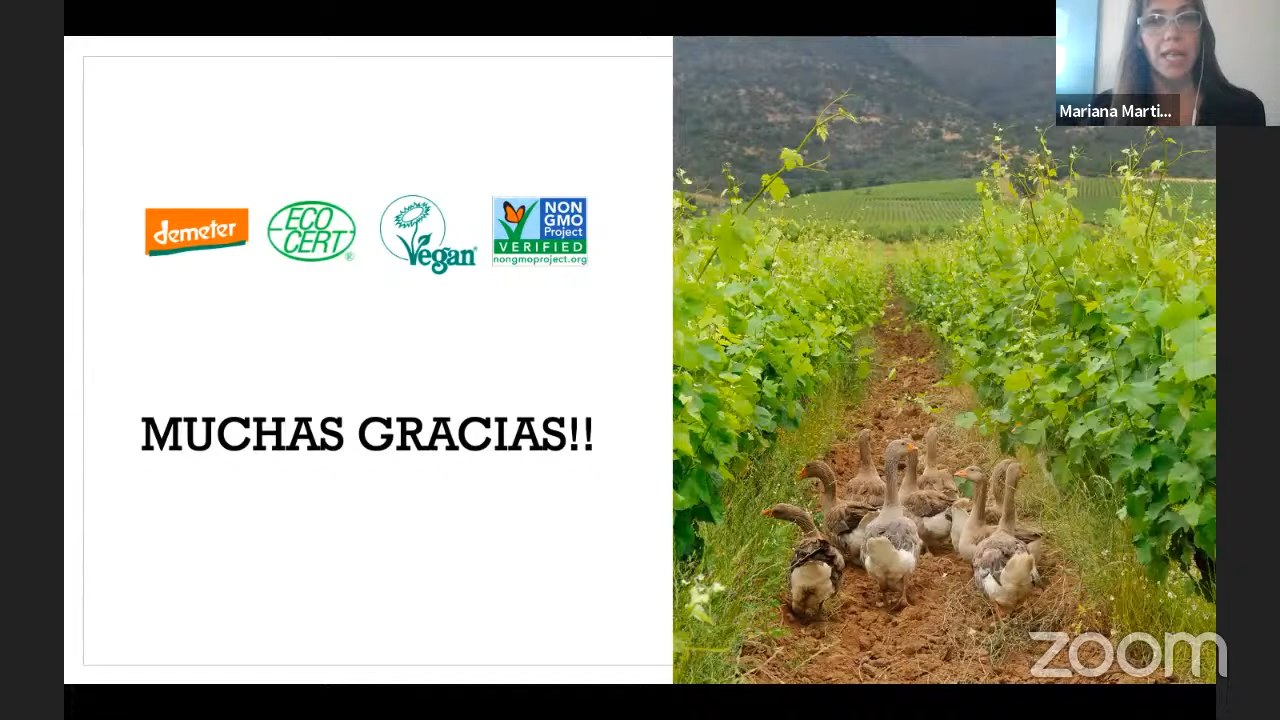 demeter
ECO
CERT
®
Vegan®
NON
GMO
Project
VERIFIED
nongmoproject.org
MUCHAS GRACIAS!!
Mariana Marti...
zoom